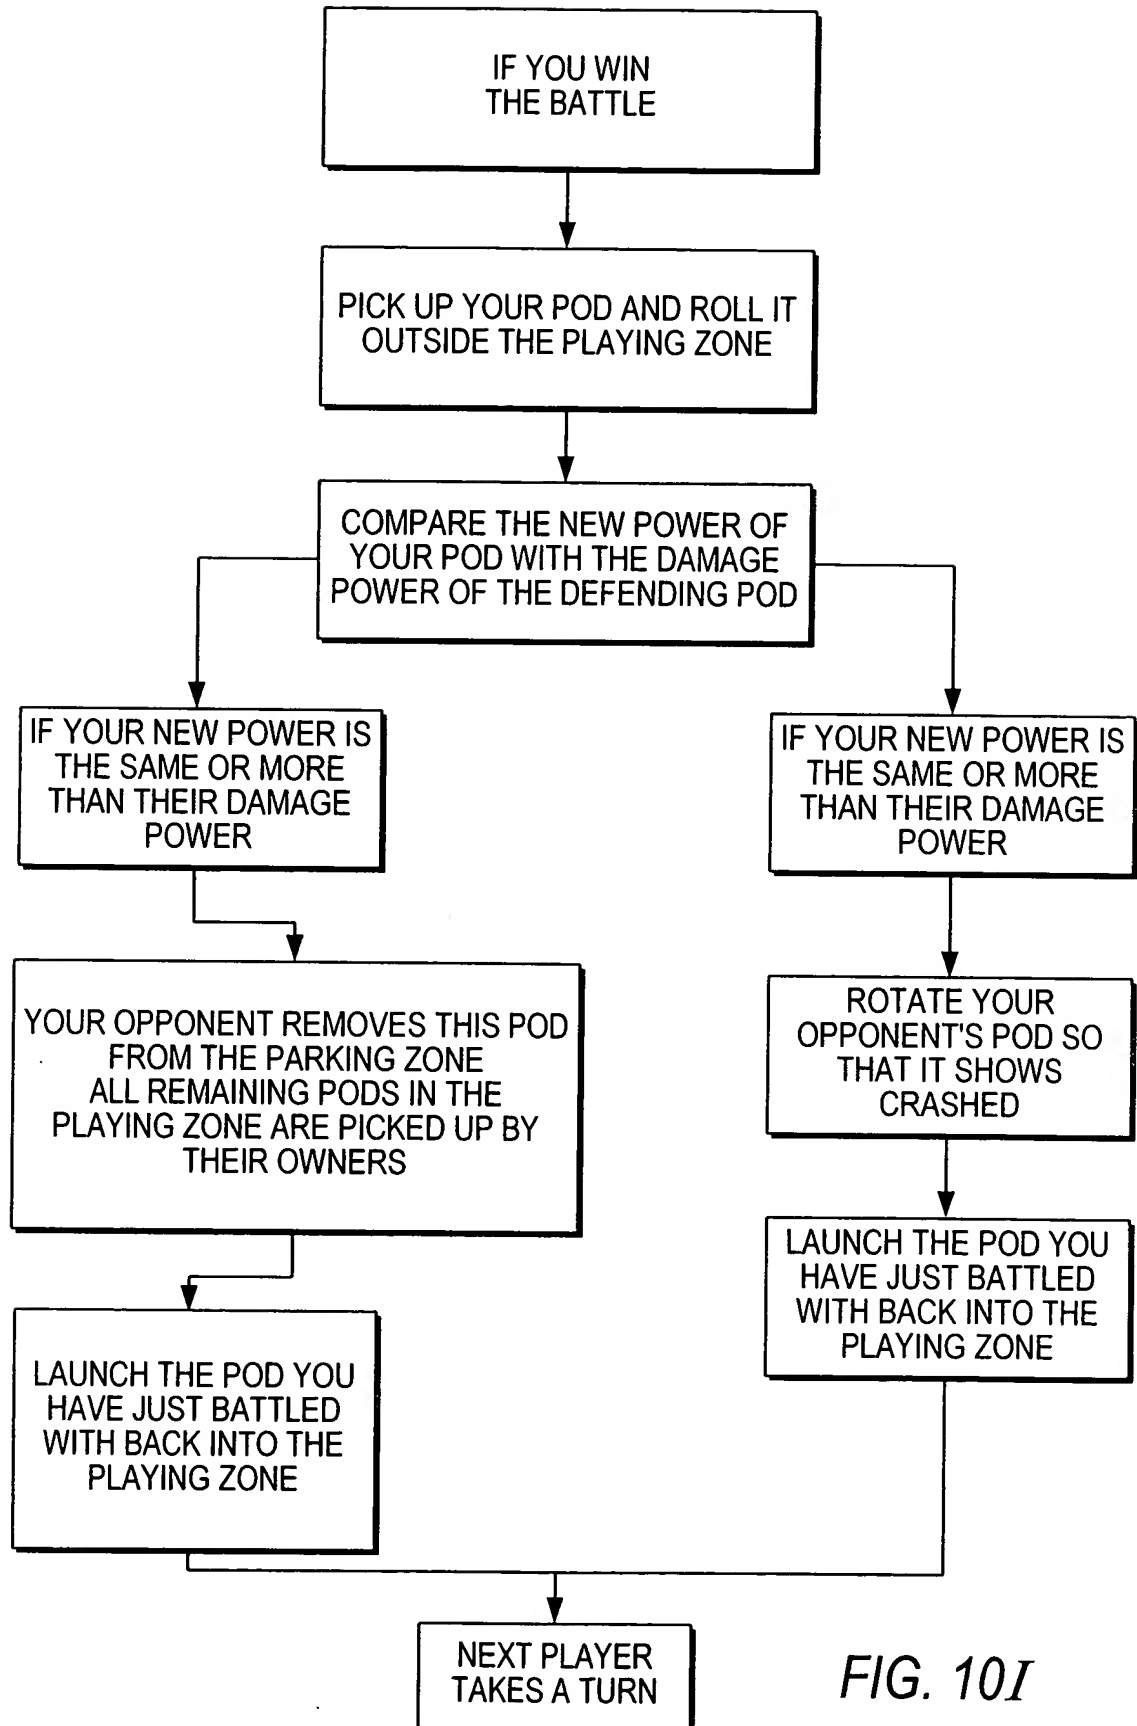 IF YOU WIN
THE BATTLE
PICK UP YOUR POD AND ROLL IT
OUTSIDE THE PLAYING ZONE
COMPARE THE NEW POWER OF
YOUR POD WITH THE DAMAGE
POWER OF THE DEFENDING POD
IF YOUR NEW POWER IS
THE SAME OR MORE
THAN THEIR DAMAGE
POWER
IF YOUR NEW POWER IS
THE SAME OR MORE
THAN THEIR DAMAGE
POWER
YOUR OPPONENT REMOVES THIS POD
FROM THE PARKING ZONE
ALL REMAINING PODS IN THE
PLAYING ZONE ARE PICKED UP BY
THEIR OWNERS
ROTATE YOUR
OPPONENT'S POD SO
THAT IT SHOWS
CRASHED
LAUNCH THE POD YOU
HAVE JUST BATTLED
WITH BACK INTO THE
PLAYING ZONE
LAUNCH THE POD YOU
HAVE JUST BATTLED
WITH BACK INTO THE
PLAYING ZONE
NEXT PLAYER
TAKES A TURN
FIG. 10I